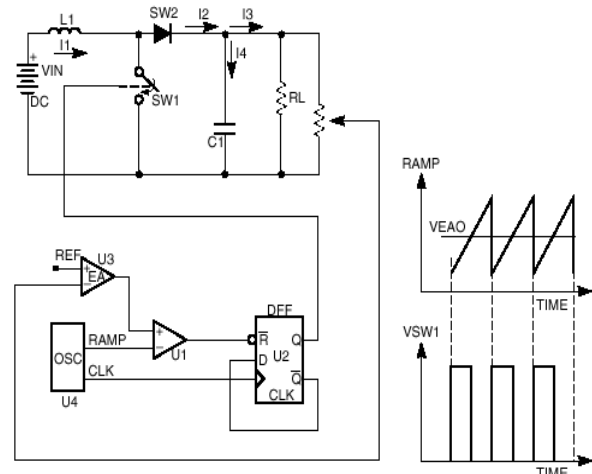 L1
SW2
I2
I3
I1
I4
+
VIN
DC
SW1
C1
RL
RAMP
VEAO
TIME
REF
U3
+
EA
−
DFF
RAMP
+
−
U1
R
Q
D
U2
Q
OSC
CLK
CLK
U4
VSW1
TIME